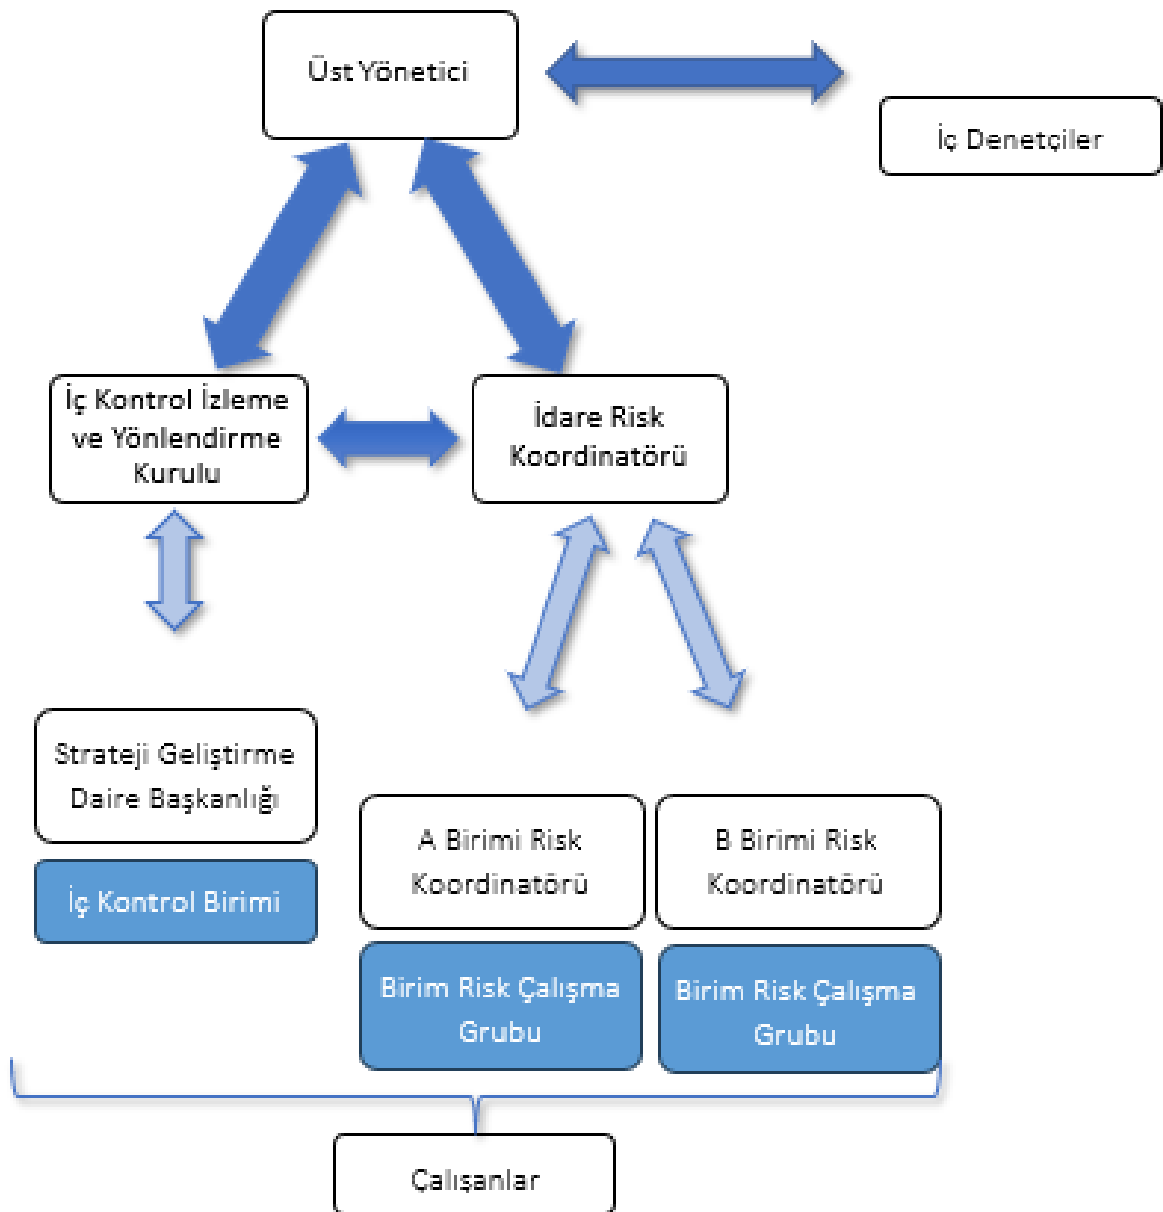 Üst Yönetici
İç Denetçiler
İç Kontrol İzleme
ve Yönlendirme
Kurulu
İdare Risk
Koordinatörü
Strateji Geliştirme
Daire Başkanlığı
İç Kontrol Birimi
A Birimi Risk
Koordinatörü
B Birimi Risk
Koordinatörü
Birim Risk Çalışma
Grubu
Birim Risk Çalışma
Grubu
Çalışanlar